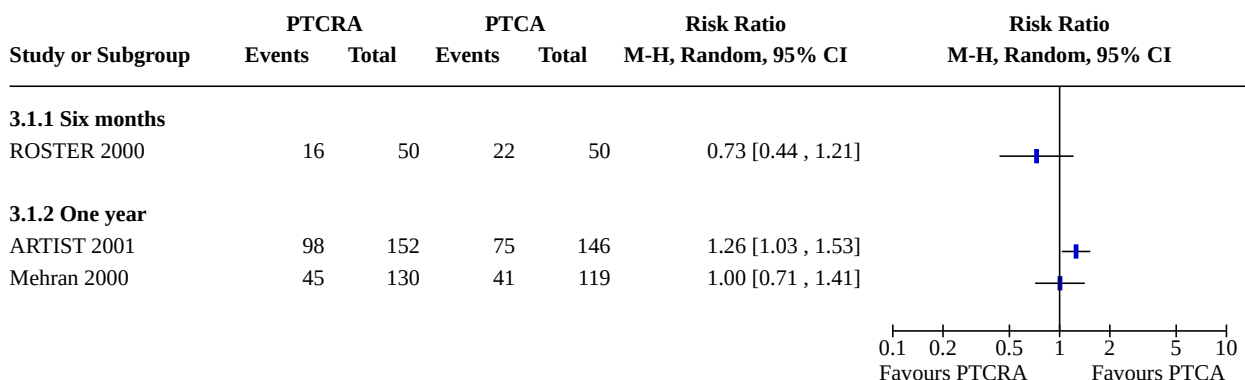 PTCRA PTCA Risk Ratio Risk Ratio
Study or Subgroup Events Total Events Total M-H, Random, 95% CI M-H, Random, 95% CI
3.1.1 Six months
ROSTER 2000 16 50 22 50 0.73 [0.44 , 1.21]
3.1.2 One year
ARTIST 2001 98 152 75 146 1.26 [1.03 , 1.53]
Mehran 2000 45 130 41 119 1.00 [0.71 , 1.41]
0.1 0.2 0.5 1 2 5 10
Favours PTCRA Favours PTCA